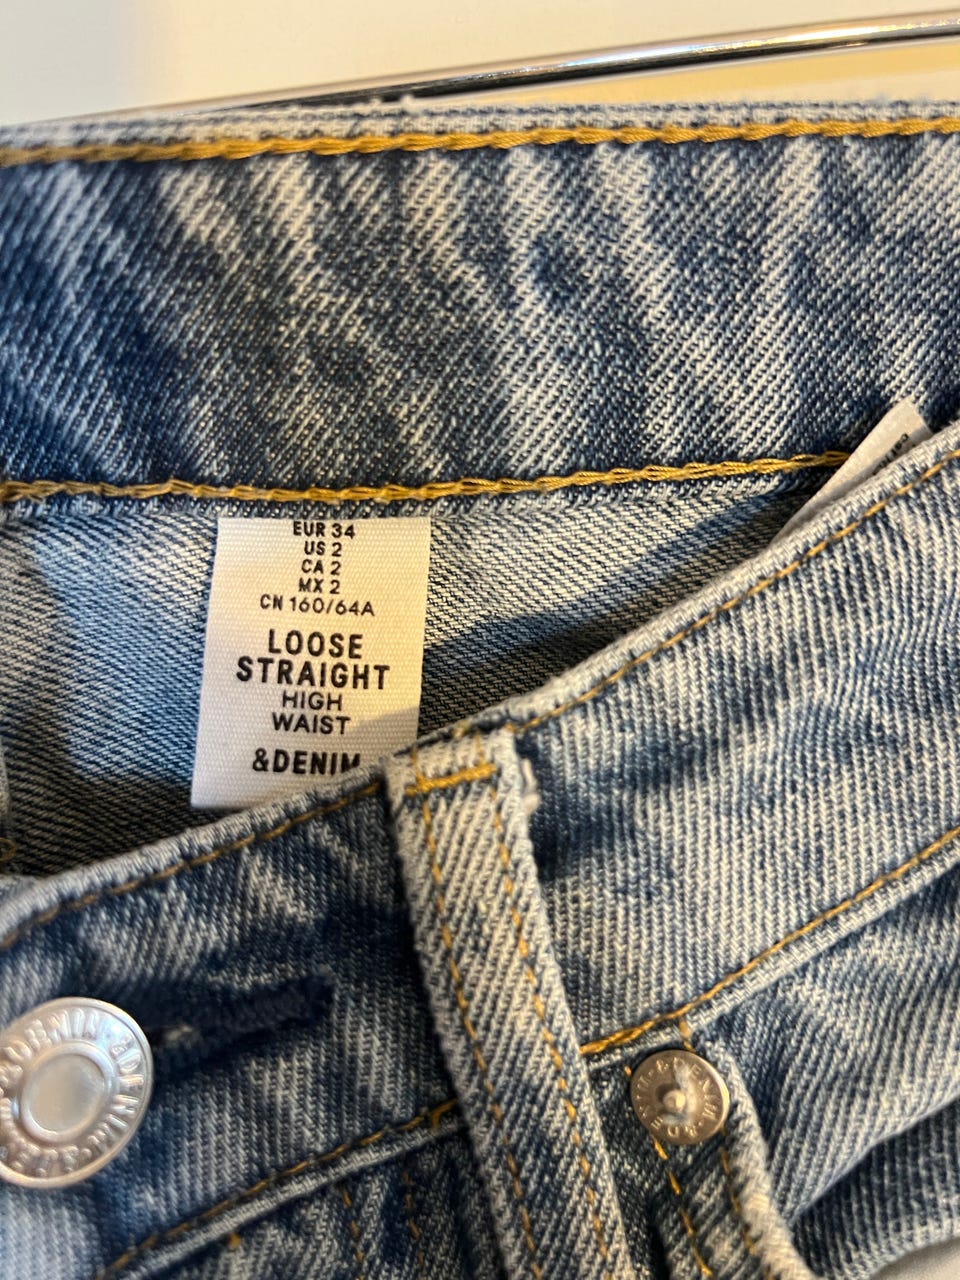 EUR 34
US 2
CA 2
MX 2
CN 160/64A
LOOSE
STRAIGHT
HIGH
WAIST
&DENIM